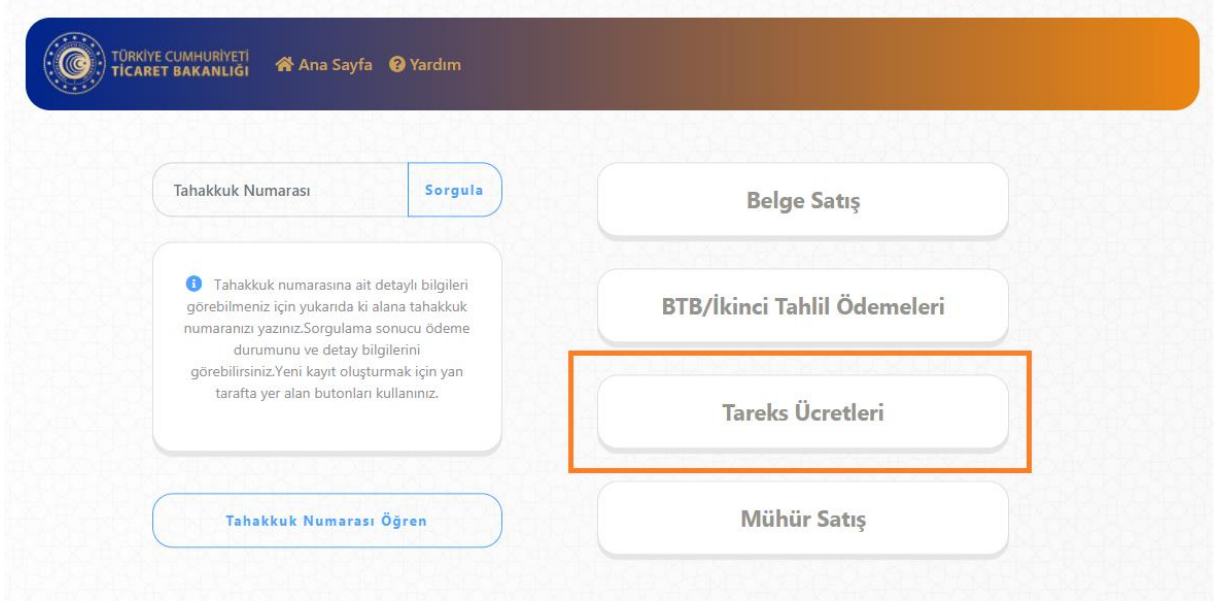 TÜRKİYE CUMHURİYETİ
TİCARET BAKANLIĞI
Ana Sayfa
Yardım
Tahakkuk Numarası
Sorgula
Tahakkuk numarasına ait detaylı bilgileri
görebilmeniz için yukarıda ki alana tahakkuk
numaranızı yazınız.Sorgulama sonucu ödeme
durumunu ve detay bilgilerini
görebilirsiniz.Yeni kayıt oluşturmak için yan
tarafta yer alan butonları kullanınız.
Tahakkuk Numarası Öğren
Belge Satış
BTB/İkinci Tahlil Ödemeleri
Tareks Ücretleri
Mühür Satış